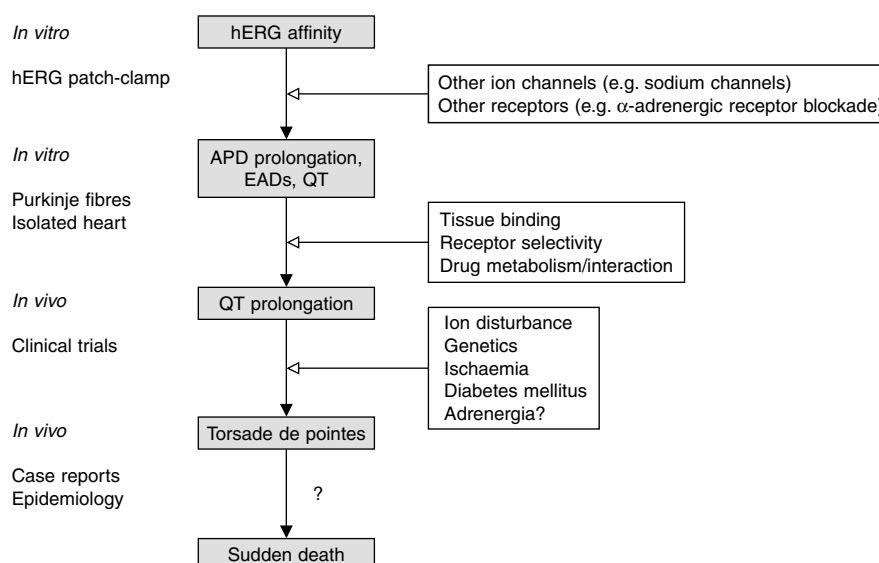 In vitro
hERG affinity
hERG patch-clamp
Other ion channels (e.g. sodium channels)
Other receptors (e.g. α-adrenergic receptor blockade)
In vitro
APD prolongation,
EADs, QT
Purkinje fibres
Isolated heart
Tissue binding
Receptor selectivity
Drug metabolism/interaction
In vivo
QT prolongation
Clinical trials
Ion disturbance
Genetics
Ischaemia
Diabetes mellitus
Adrenergia?
In vivo
Torsade de pointes
Case reports
Epidemiology
?
Sudden death